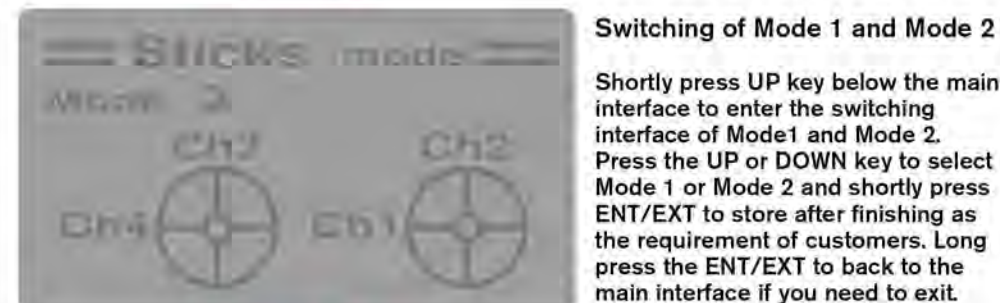 Sticks mode
Ch2
Ch4
Ch1
Switching of Mode 1 and Mode 2
Shortly press UP key below the main
interface to enter the switching
interface of Mode1 and Mode 2.
Press the UP or DOWN key to select
Mode 1 or Mode 2 and shortly press
ENT/EXT to store after finishing as
the requirement of customers. Long
press the ENT/EXT to back to the
main interface if you need to exit.